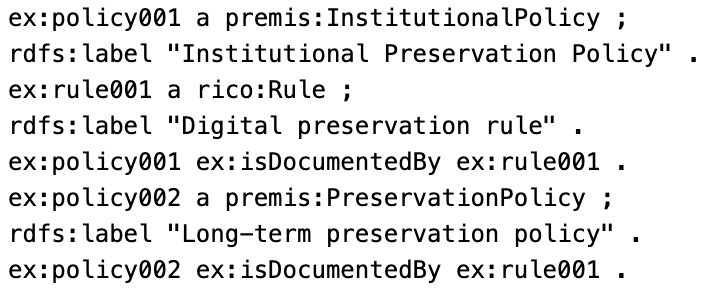 ex:policy001 a premis:InstitutionalPolicy ;
rdfs:label "Institutional Preservation Policy" .
ex:rule001 a rico:Rule ;
rdfs:label "Digital preservation rule" .
ex:policy001 ex:isDocumentedBy ex:rule001 .
ex:policy002 a premis:PreservationPolicy ;
rdfs:label "Long-term preservation policy" .
ex:policy002 ex:isDocumentedBy ex:rule001 .